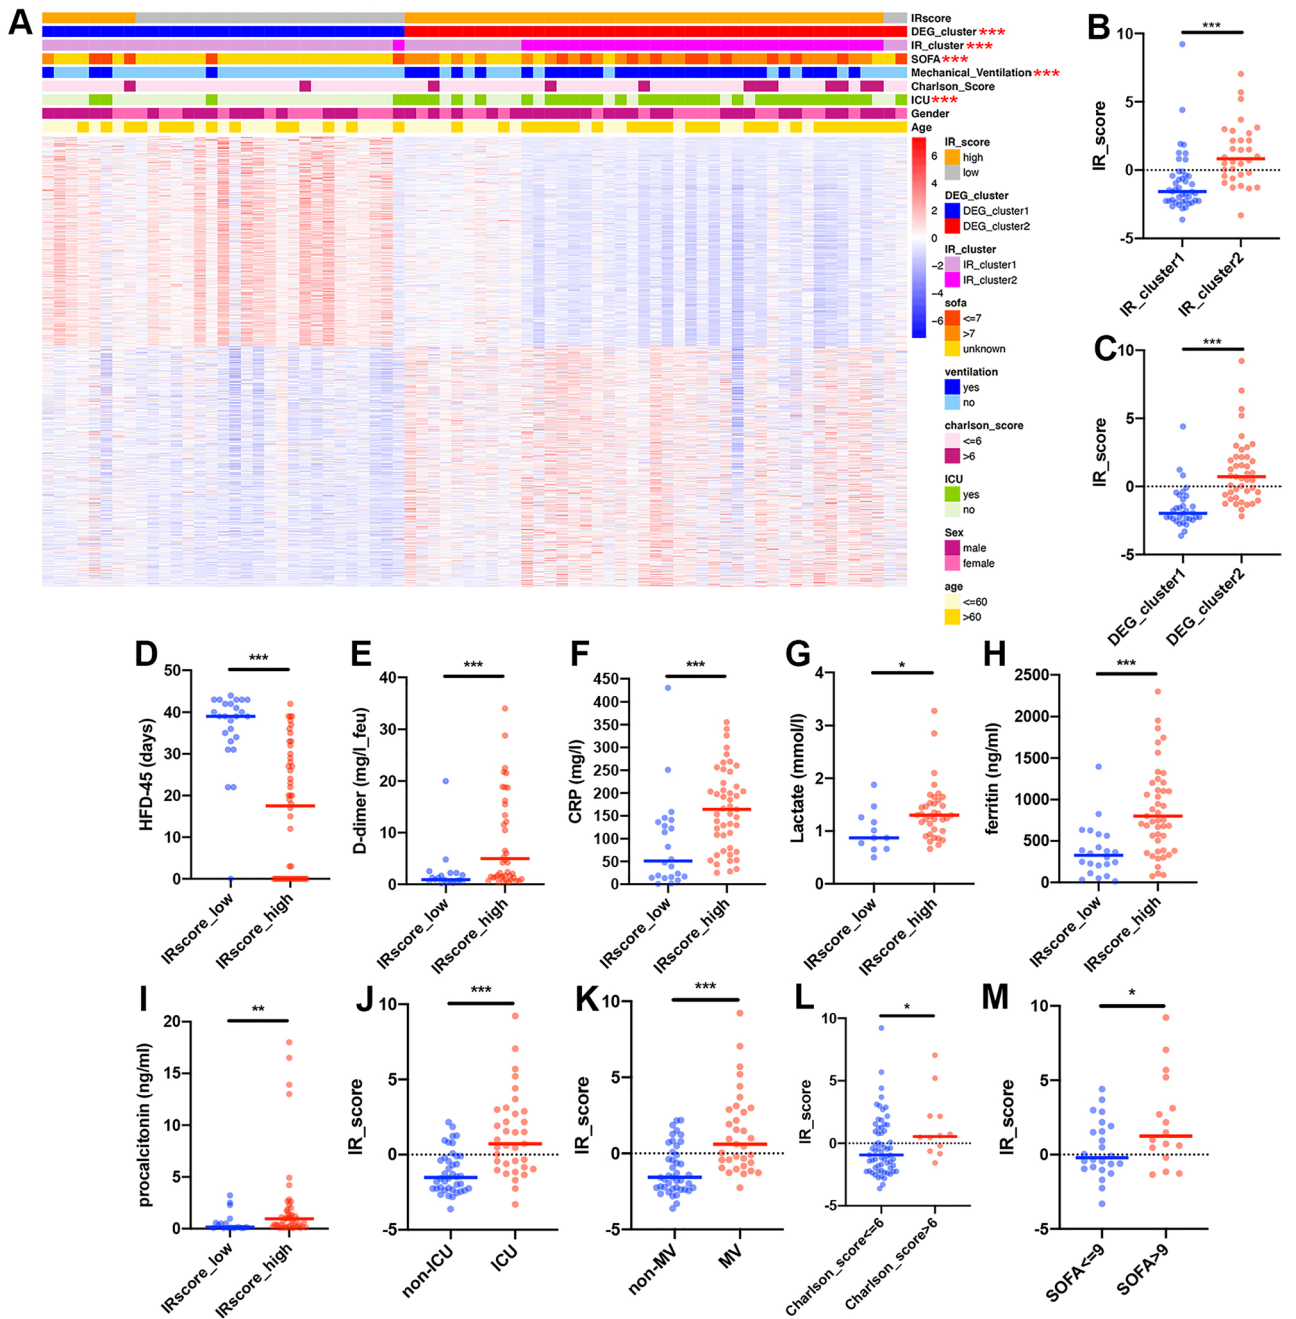 A
IRscore
DEG_cluster***
IR_cluster***
SOFA***
Mechanical_Ventilation***
Charlson_Score
ICU***
Gender
Age
6
4
2
0
−2
−4
−6
IR_score
high
low
DEG_cluster
DEG_cluster1
DEG_cluster2
IR_cluster
IR_cluster1
IR_cluster2
sofa
<=7
>7
unknown
ventilation
yes
no
charlson_score
<=6
>6
ICU
yes
no
Sex
male
female
age
<=60
>60
B
***
IR_score
10
5
0
-5
IR_cluster1
IR_cluster2
C
***
IR_score
10
5
0
-5
DEG_cluster1
DEG_cluster2
D
***
HFD-45 (days)
50
40
30
20
10
0
IRscore_low
IRscore_high
E
***
D-dimer (mg/l_feu)
40
30
20
10
0
IRscore_low
IRscore_high
F
***
CRP (mg/l)
450
400
350
300
250
200
150
100
50
0
IRscore_low
IRscore_high
G
*
Lactate (mmol/l)
4
3
2
1
0
IRscore_low
IRscore_high
H
***
ferritin (ng/ml)
2500
2000
1500
1000
500
0
IRscore_low
IRscore_high
I
**
procalcitonin (ng/ml)
20
15
10
5
0
IRscore_low
IRscore_high
J
***
IR_score
10
5
0
-5
non-ICU
ICU
K
***
IR_score
10
5
0
-5
non-MV
MV
L
*
IR_score
10
5
0
-5
Charlson_score<=6
Charlson_score>6
M
*
IR_score
10
5
0
-5
SOFA<=9
SOFA>9